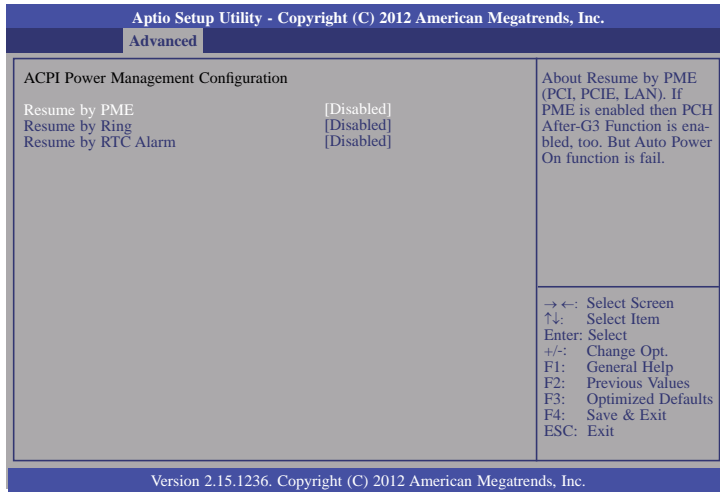 Aptio Setup Utility - Copyright (C) 2012 American Megatrends, Inc.
Advanced
ACPI Power Management Configuration
Resume by PME [Disabled]
Resume by Ring [Disabled]
Resume by RTC Alarm [Disabled]
About Resume by PME
(PCI, PCIE, LAN). If
PME is enabled then PCH
After-G3 Function is ena-
bled, too. But Auto Power
On function is fail.
→←: Select Screen
↑↓: Select Item
Enter: Select
+/-: Change Opt.
F1: General Help
F2: Previous Values
F3: Optimized Defaults
F4: Save & Exit
ESC: Exit
Version 2.15.1236. Copyright (C) 2012 American Megatrends, Inc.